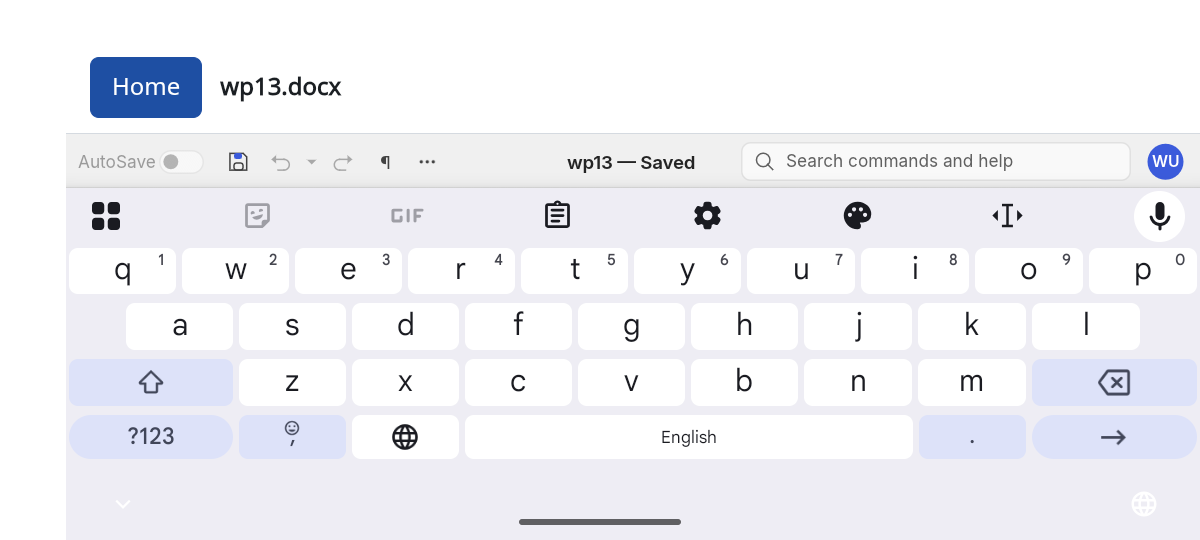 Home wp13.docx
AutoSave wp13 — Saved Search commands and help WU
GIF
q 1 w 2 e 3 r 4 t 5 y 6 u 7 i 8 o 9 p 0
a s d f g h j k l
z x c v b n m
?123 , English .